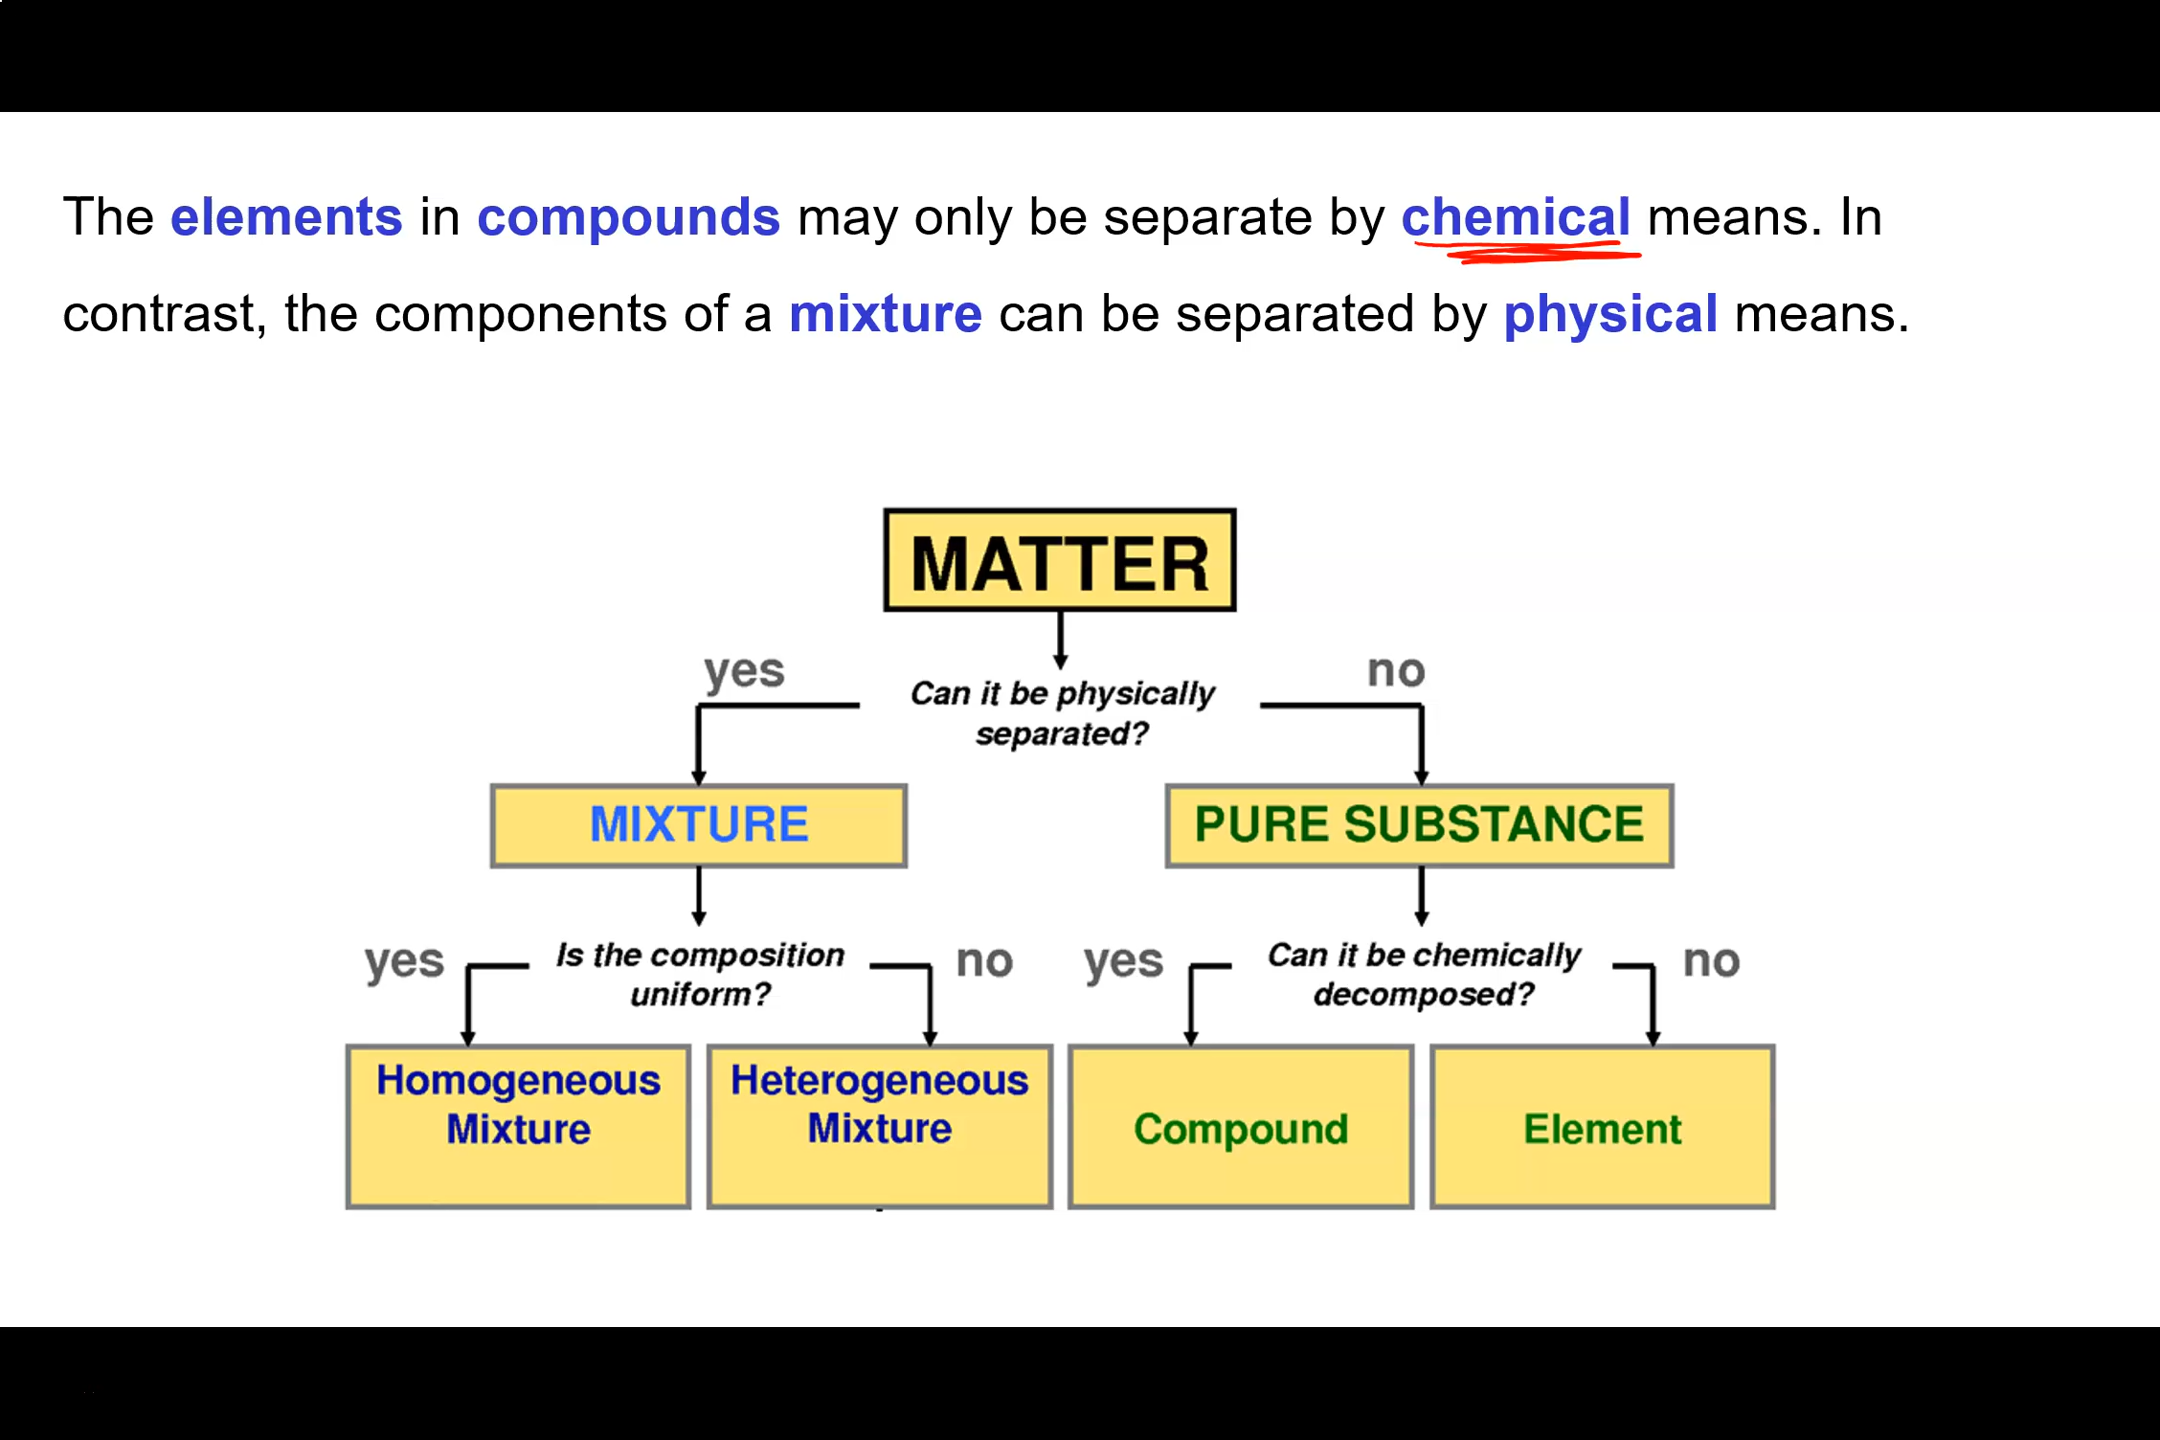 The elements in compounds may only be separate by chemical means. In
contrast, the components of a mixture can be separated by physical means.
MATTER
yes
no
Can it be physically
separated?
MIXTURE
PURE SUBSTANCE
yes
Is the composition
uniform?
no
yes
Can it be chemically
decomposed?
no
Homogeneous
Mixture
Heterogeneous
Mixture
Compound
Element